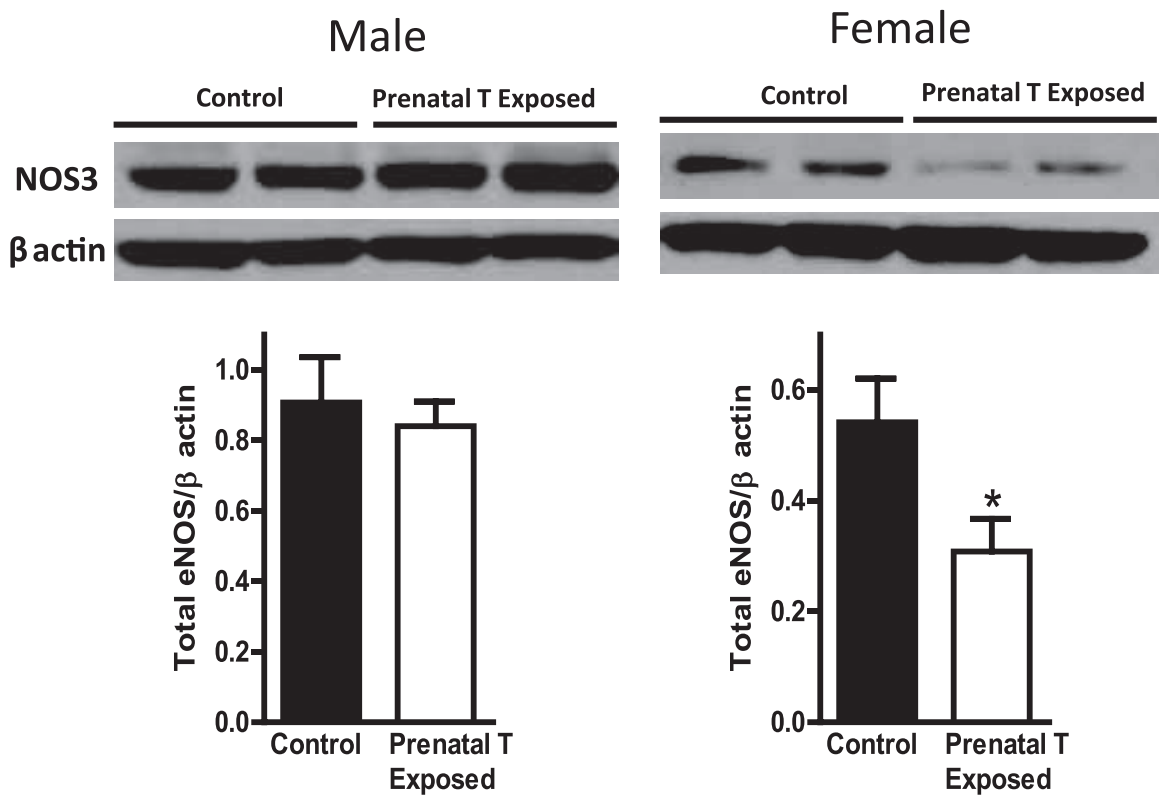 Male
Female
Control
Prenatal T Exposed
Control
Prenatal T Exposed
NOS3
β actin
Total eNOS/β actin
1.0
0.8
0.6
0.4
0.2
0.0
Control
Prenatal T
Exposed
Total eNOS/β actin
0.6
0.4
0.2
0.0
*
Control
Prenatal T
Exposed